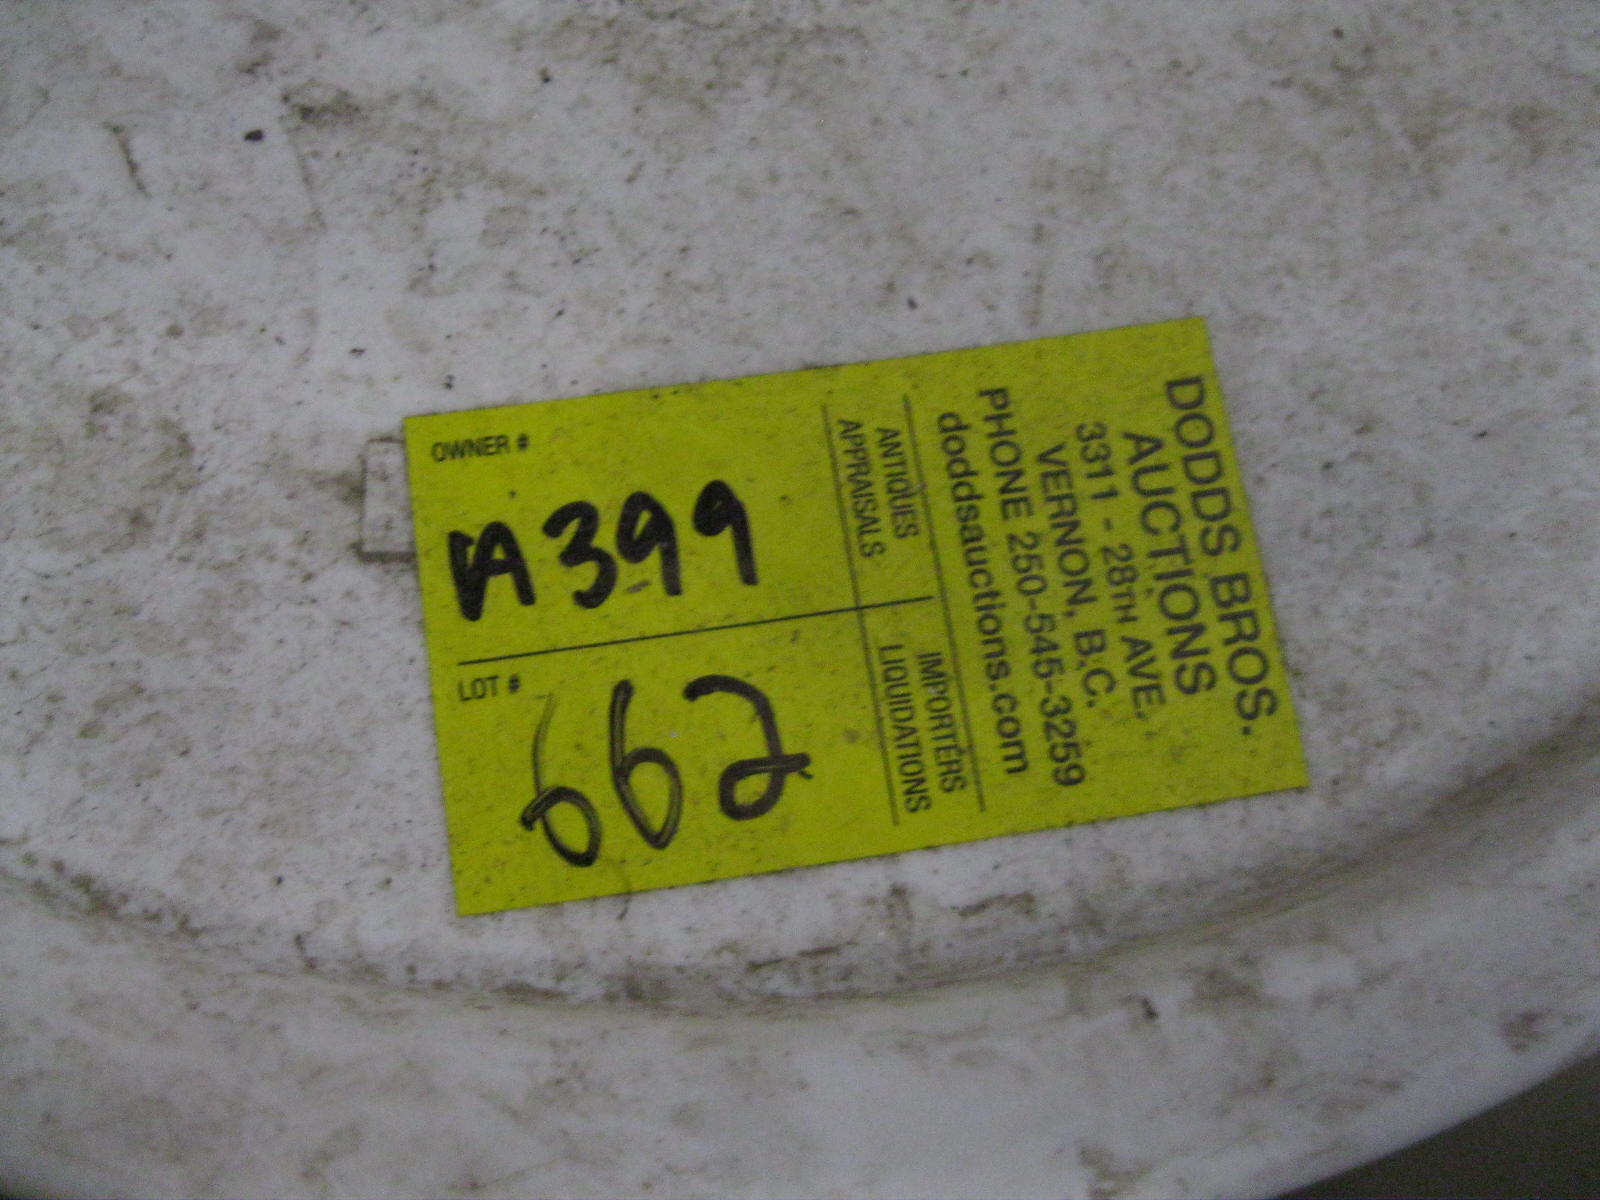 OWNER #
A399
LOT #
662
DODDS BROS.
AUCTIONS
3311 - 28TH AVE.
VERNON, B.C.
PHONE 250-545-3259
doddsauctions.com
ANTIQUES IMPORTERS
APPRAISALS LIQUIDATIONS